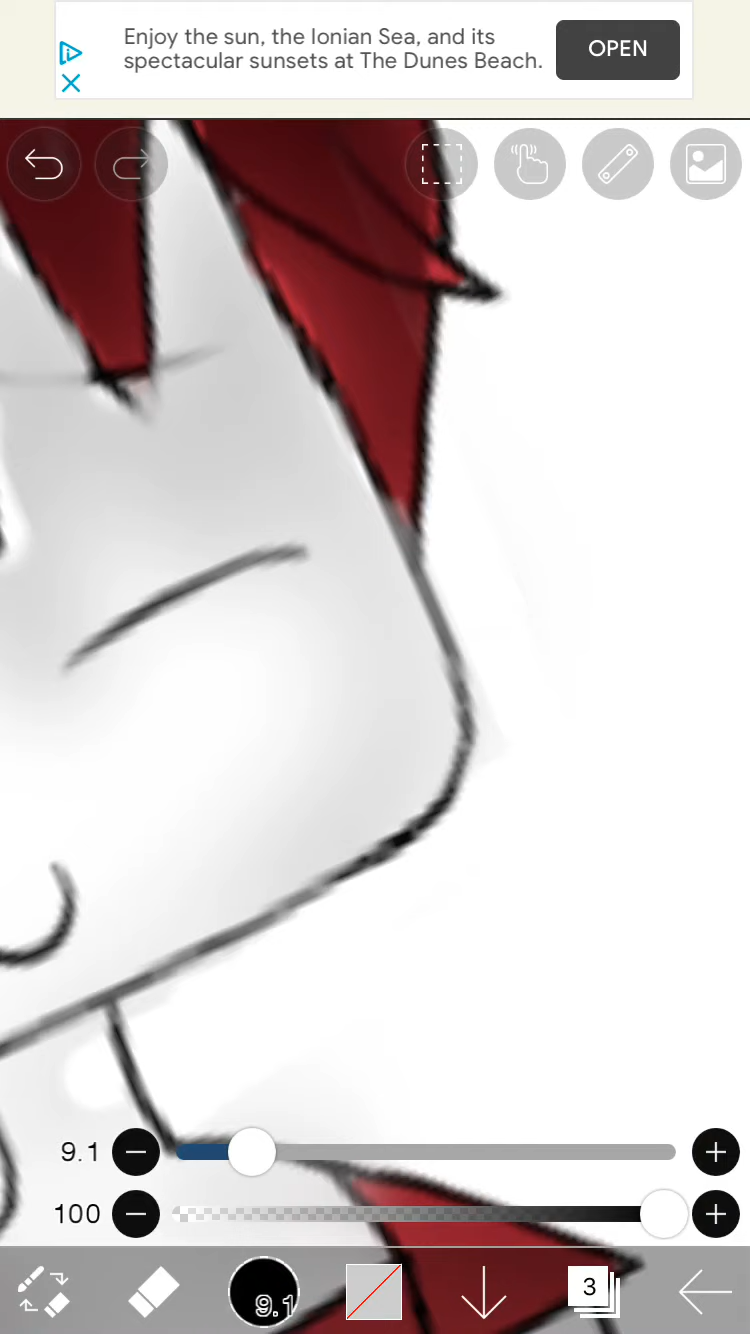 Enjoy the sun, the Ionian Sea, and its
spectacular sunsets at The Dunes Beach.
OPEN
9.1
100
9.1
3